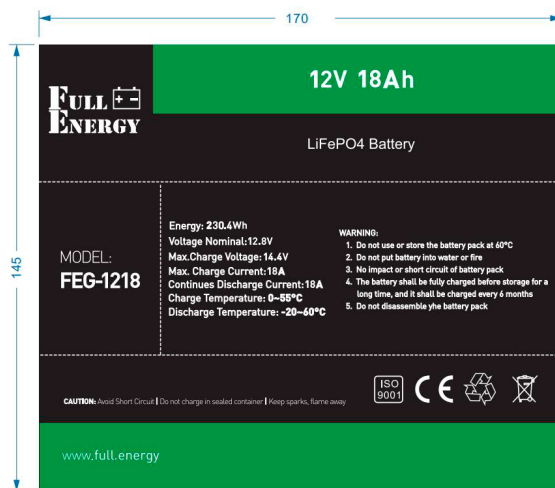 170
145
FULL
ENERGY
12V 18Ah
LiFePO4 Battery
MODEL:
FEG-1218
Energy: 230.4Wh
Voltage Nominal:12.8V
Max.Charge Voltage: 14.4V
Max. Charge Current:18A
Continues Discharge Current:18A
Charge Temperature: 0~55°C
Discharge Temperature: -20~60°C
WARNING:
1. Do not use or store the battery pack at 60°C
2. Do not put battery into water or fire
3. No impact or short circuit of battery pack
4. The battery shall be fully charged before storage for a
long time, and it shall be charged every 6 months
5. Do not disassemble yhe battery pack
CAUTION: Avoid Short Circuit | Do not charge in sealed container | Keep sparks, flame away
ISO
9001
CE
www.full.energy